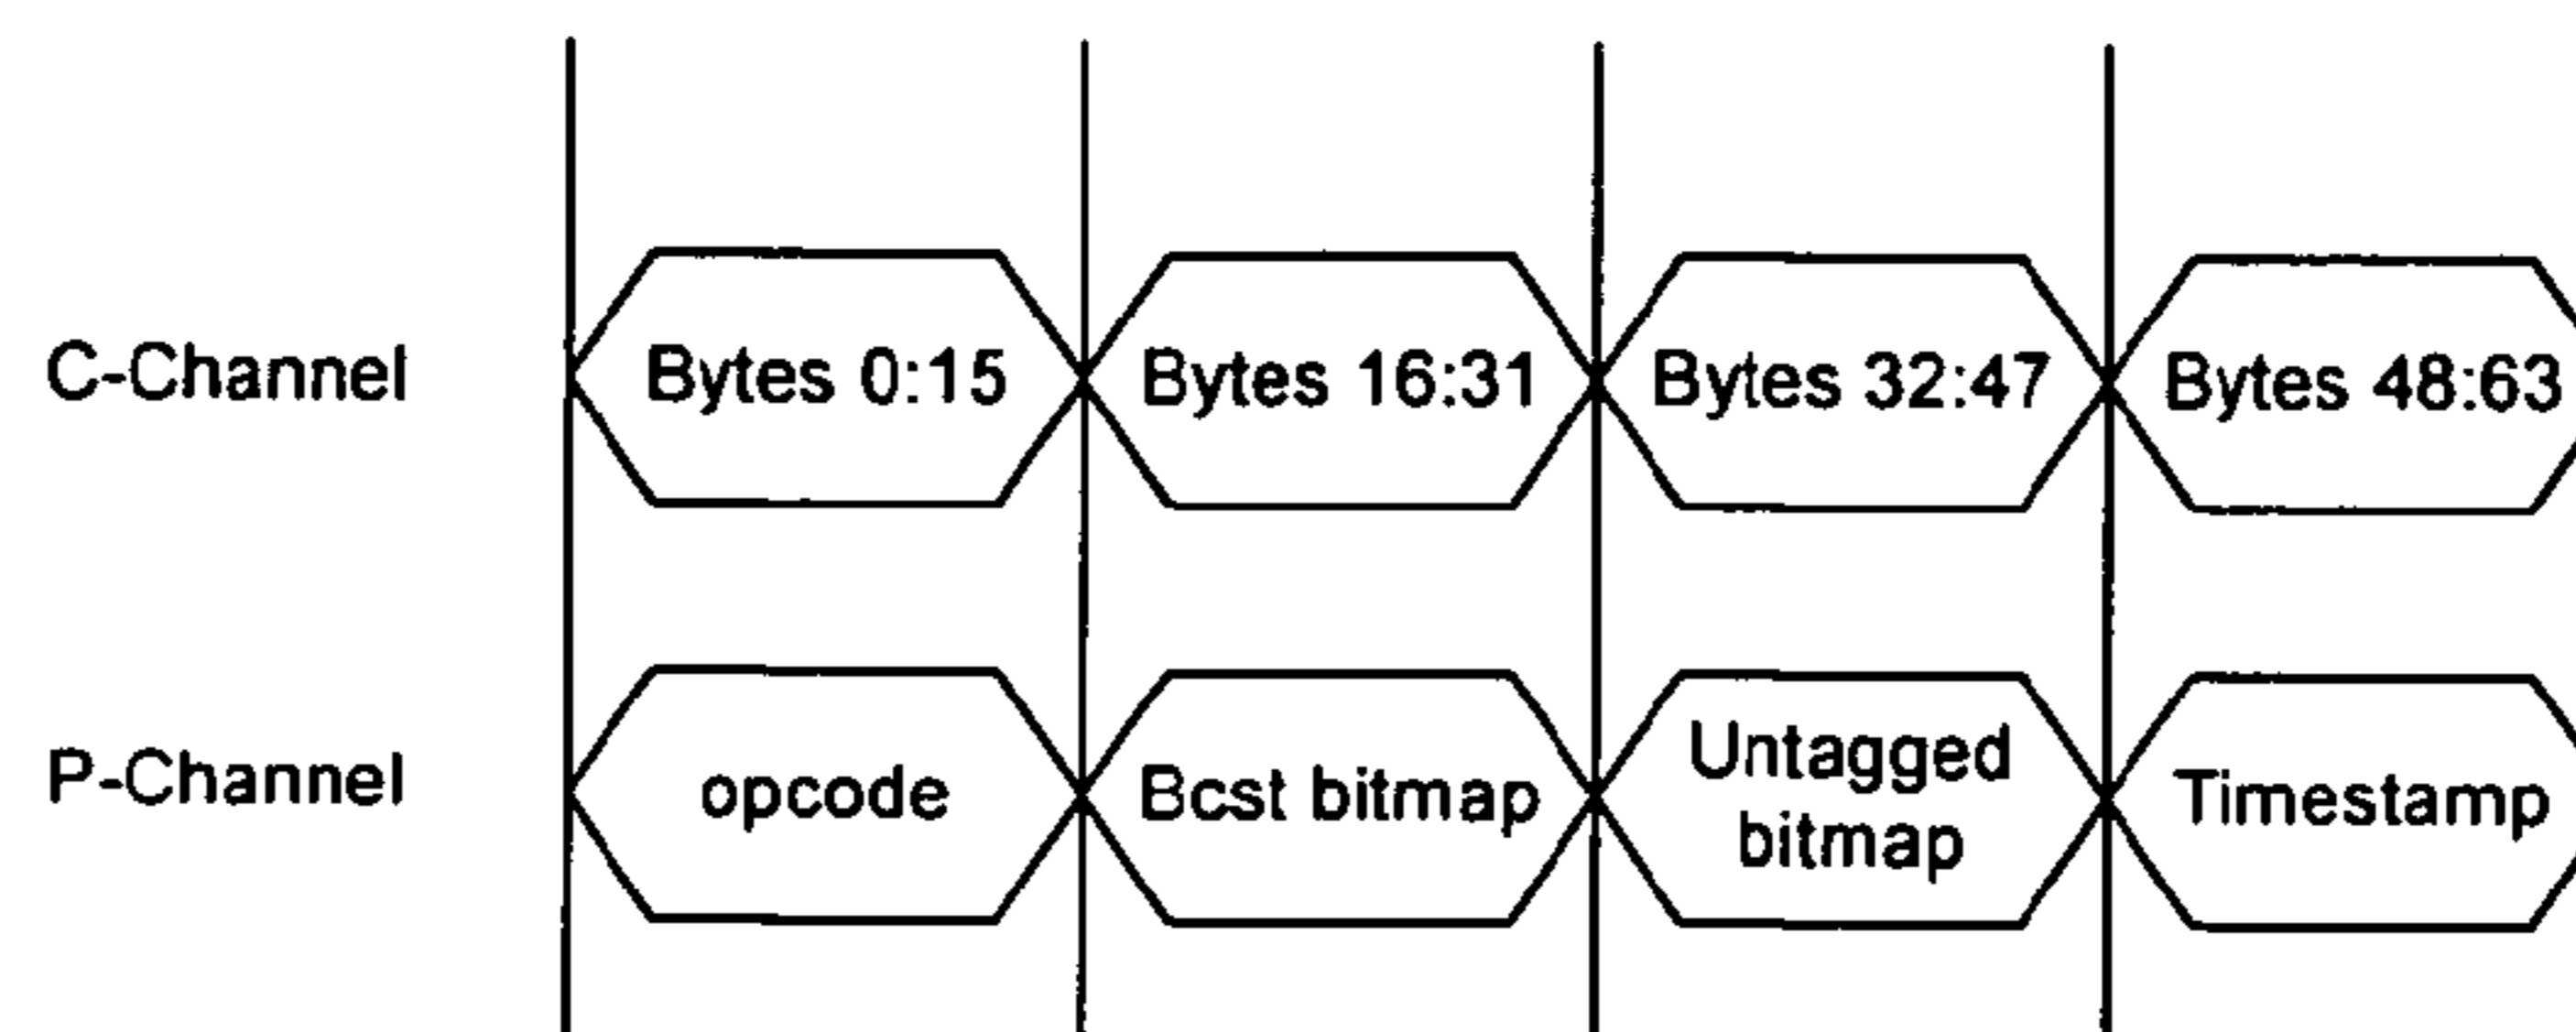 C-Channel
Bytes 0:15
Bytes 16:31
Bytes 32:47
Bytes 48:63
P-Channel
opcode
Bcst bitmap
Untagged
bitmap
Timestamp